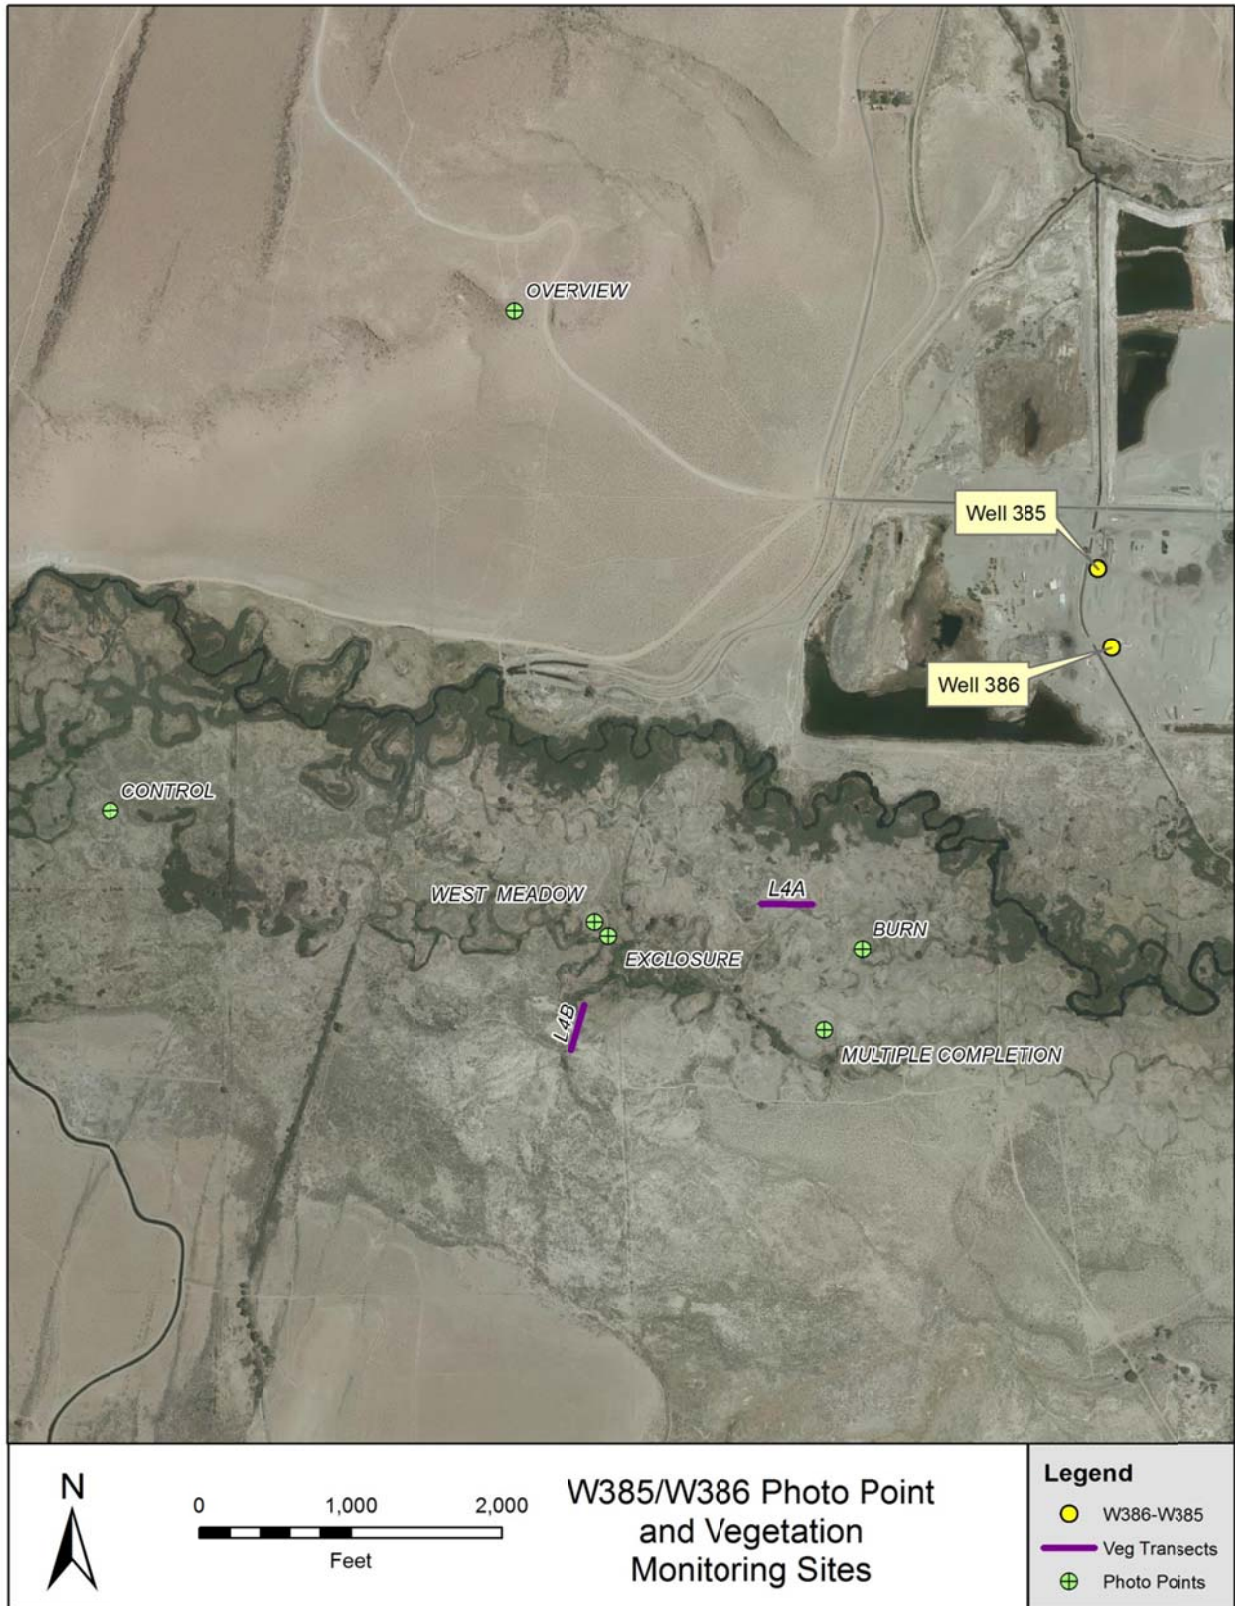 OVERVIEW
Well 385
Well 386
CONTROL
WEST MEADOW
L4A
BURN
EXCLOSURE
L4B
MULTIPLE COMPLETION
N
0 1,000 2,000
Feet
W385/W386 Photo Point
and Vegetation
Monitoring Sites
Legend
W386-W385
Veg Transects
Photo Points